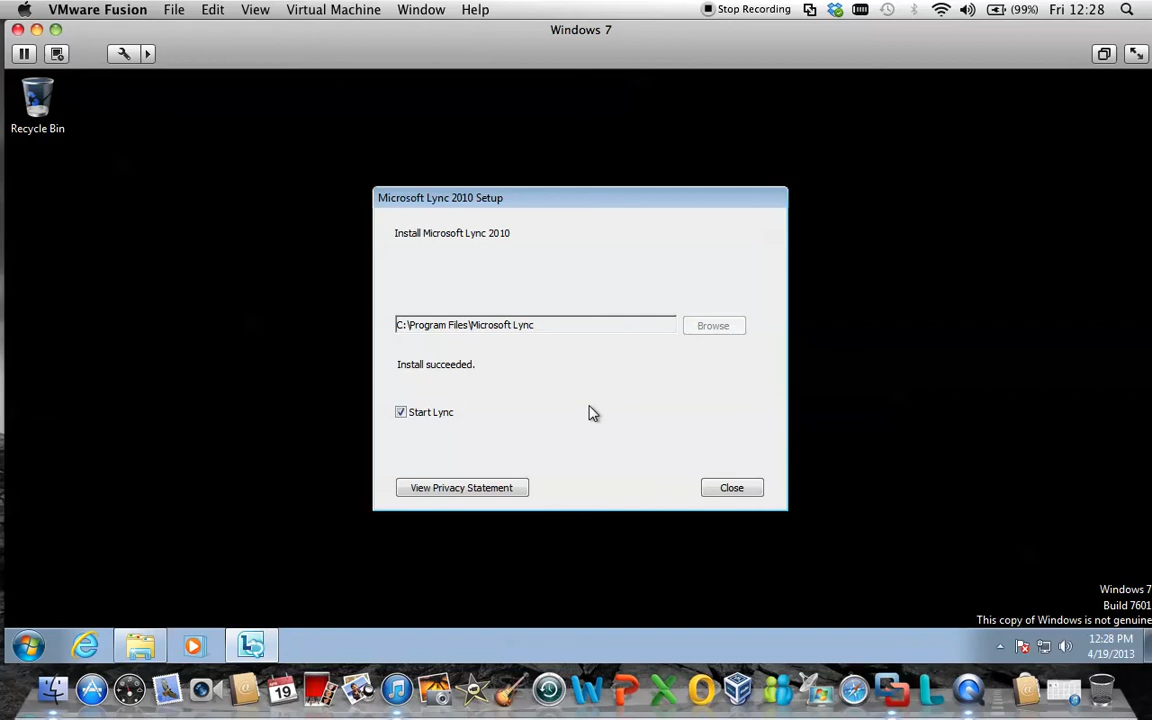 VMware Fusion File Edit View Virtual Machine Window Help Stop Recording (99%) Fri 12:28
Windows 7
Recycle Bin
Microsoft Lync 2010 Setup
Install Microsoft Lync 2010
C:\Program Files\Microsoft Lync Browse
Install succeeded.
Start Lync
View Privacy Statement Close
Windows 7
Build 7601
This copy of Windows is not genuine
12:28 PM
4/19/2013
19